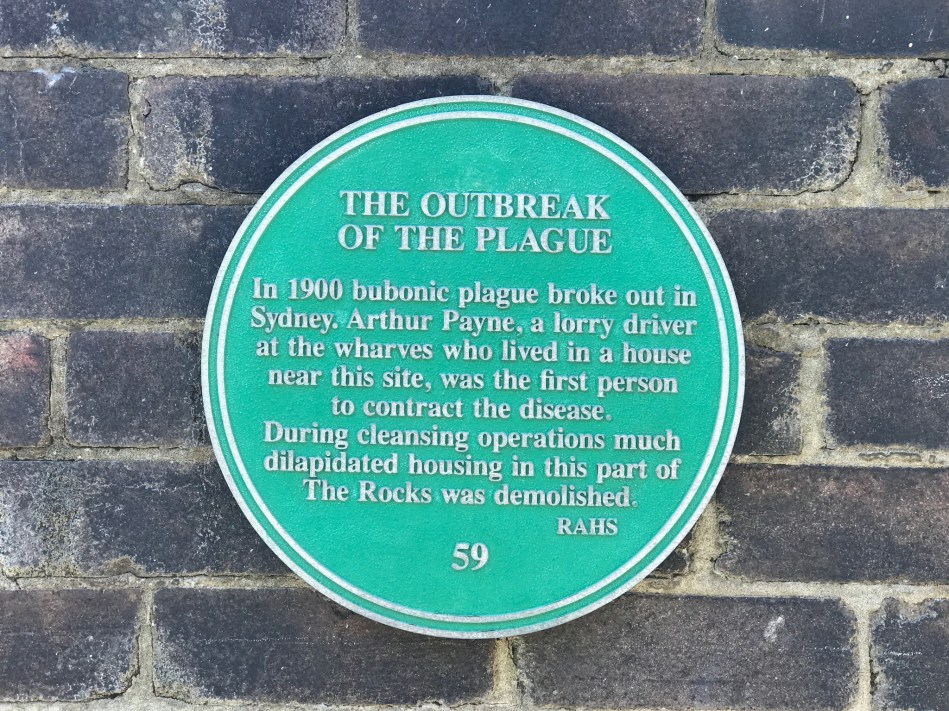 THE OUTBREAK
OF THE PLAGUE
In 1900 bubonic plague broke out in
Sydney. Arthur Payne, a lorry driver
at the wharves who lived in a house
near this site, was the first person
to contract the disease.
During cleansing operations much
dilapidated housing in this part of
The Rocks was demolished.
RAHS
59